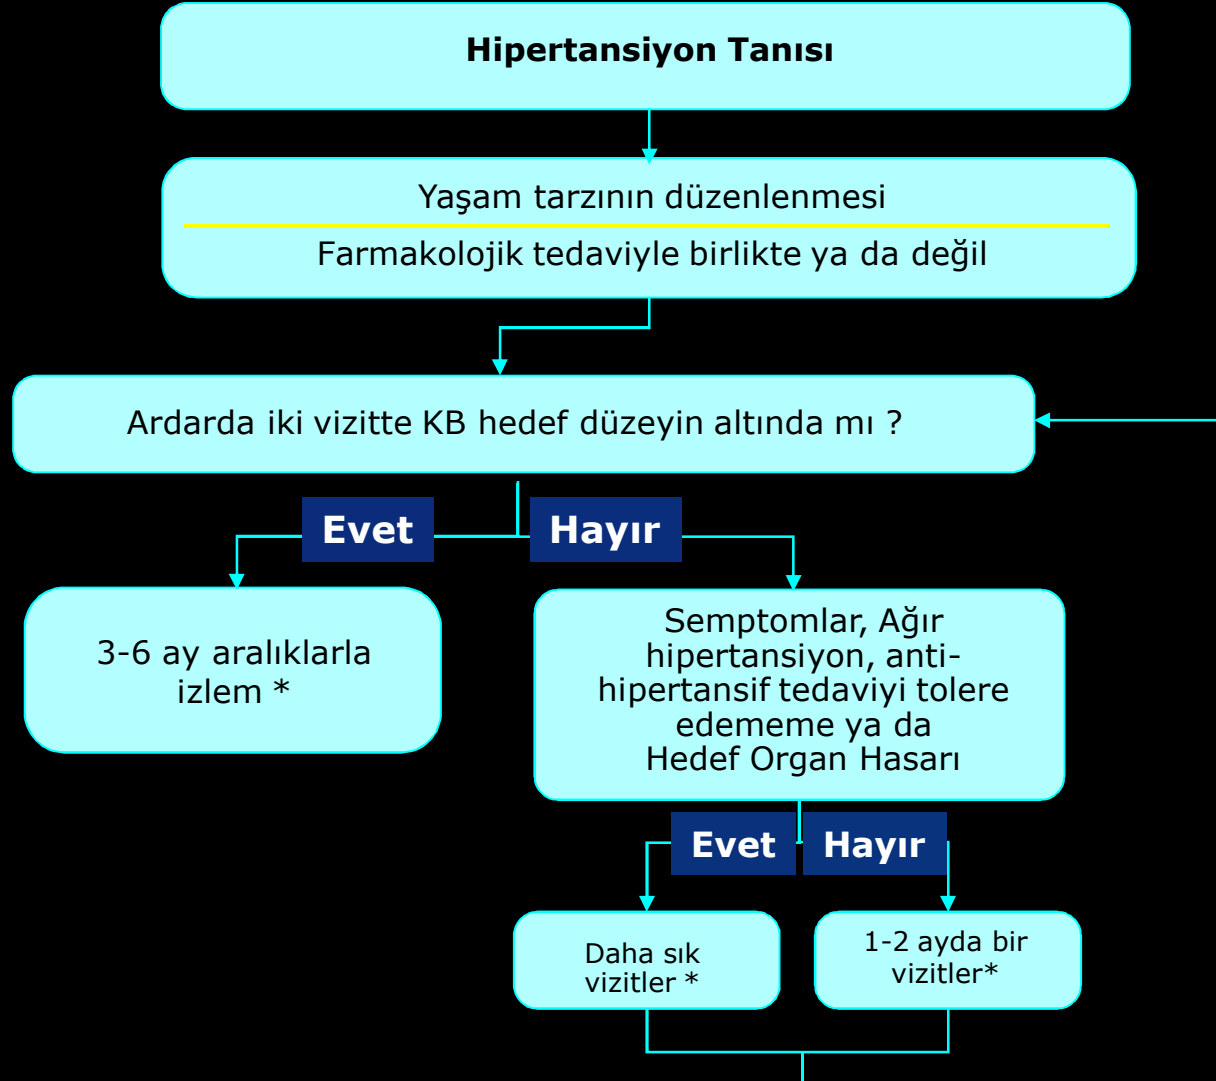 Hipertansiyon Tanısı
Yaşam tarzının düzenlenmesi
Farmakolojik tedaviyle birlikte ya da değil
Ardarda iki vizitte KB hedef düzeyin altında mı ?
Evet
Hayır
3-6 ay aralıklarla
izlem *
Semptomlar, Ağır
hipertansiyon, anti-
hipertansif tedaviyi tolere
edememe ya da
Hedef Organ Hasarı
Evet
Hayır
Daha sık
vizitler *
1-2 ayda bir
vizitler*